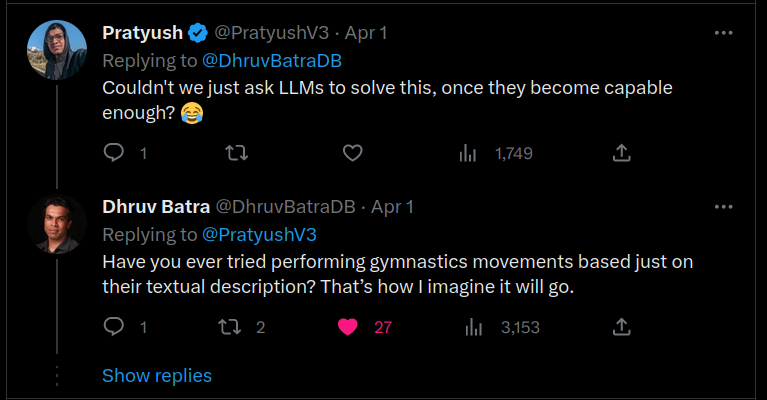 Pratyush @PratyushV3 · Apr 1
Replying to @DhruvBatraDB
Couldn't we just ask LLMs to solve this, once they become capable
enough? 😂
1 1,749
Dhruv Batra @DhruvBatraDB · Apr 1
Replying to @PratyushV3
Have you ever tried performing gymnastics movements based just on
their textual description? That’s how I imagine it will go.
1 2 27 3,153
Show replies